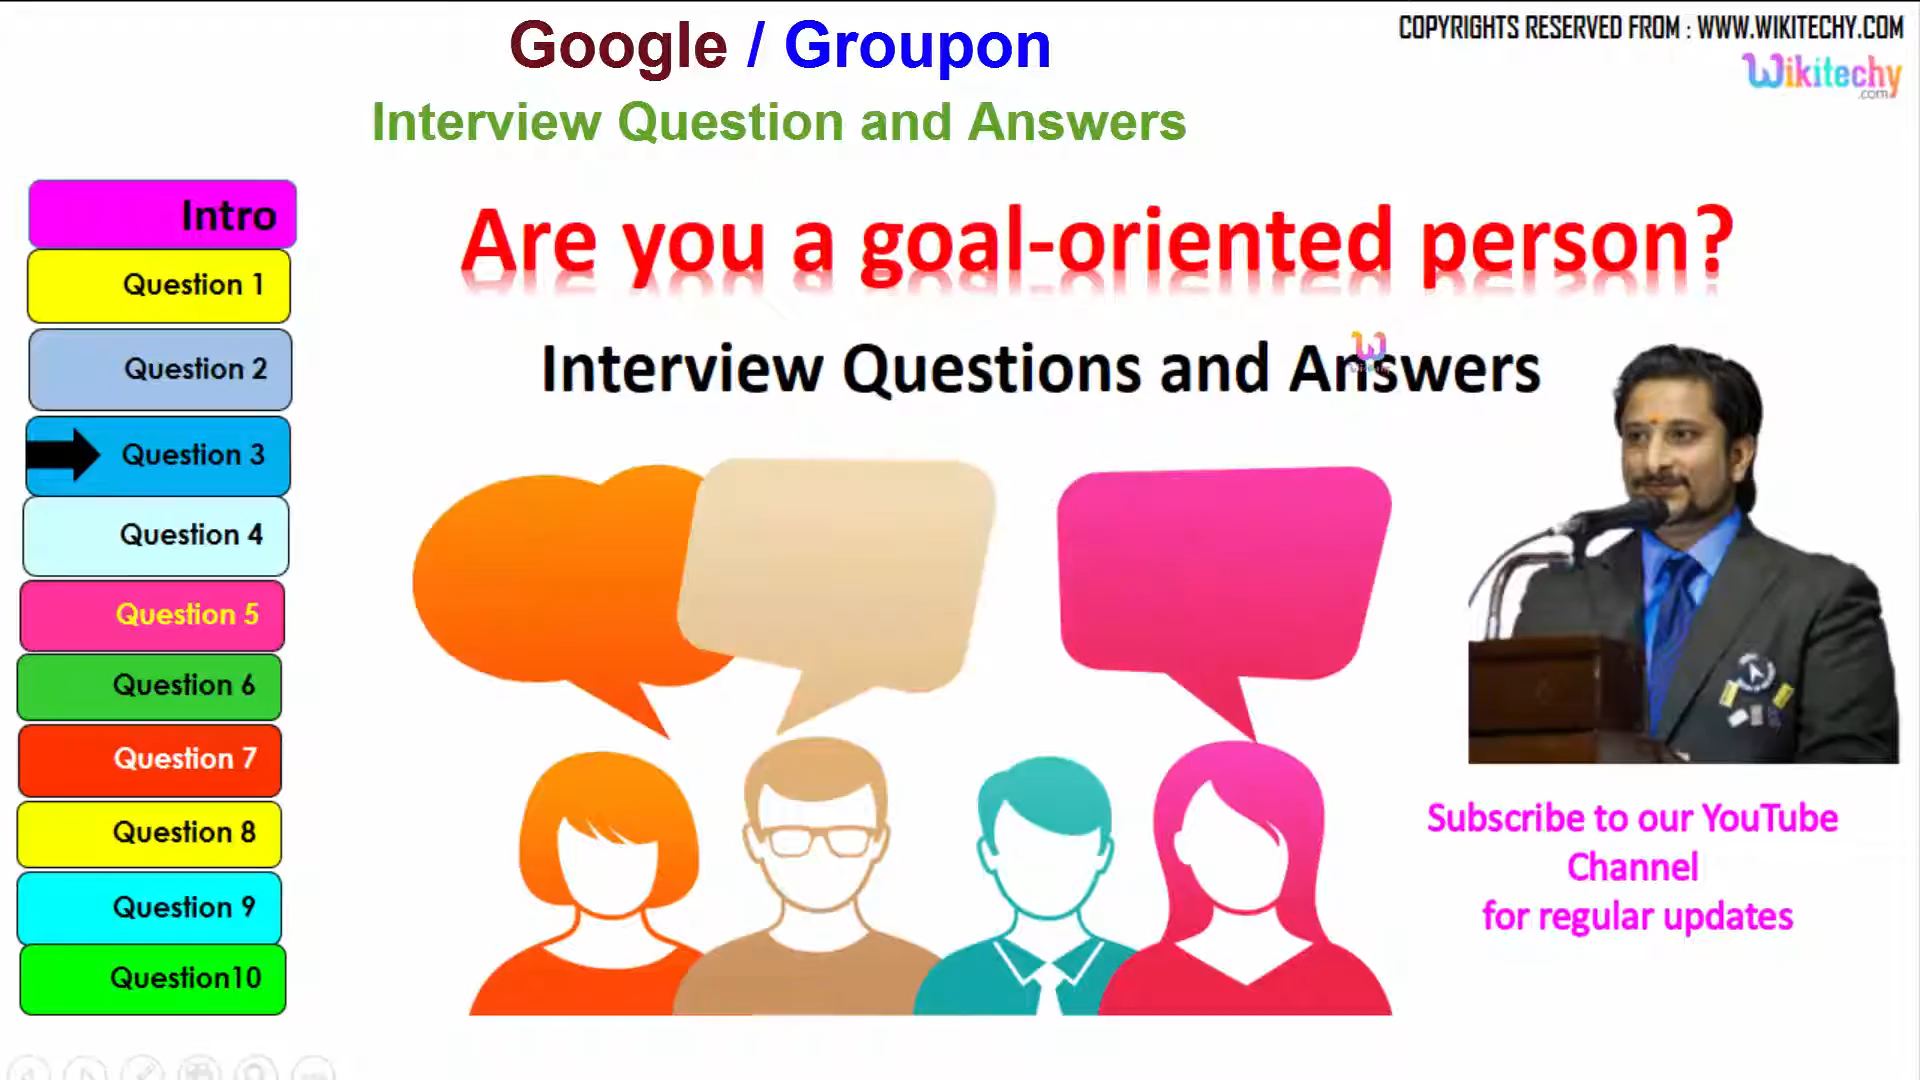 Google / Groupon
COPYRIGHTS RESERVED FROM : WWW.WIKITECHY.COM
Wikitechy
.com
Interview Question and Answers
Intro
Question 1
Question 2
Question 3
Question 4
Question 5
Question 6
Question 7
Question 8
Question 9
Question10
Are you a goal-oriented person?
Interview Questions and Answers
Subscribe to our YouTube
Channel
for regular updates